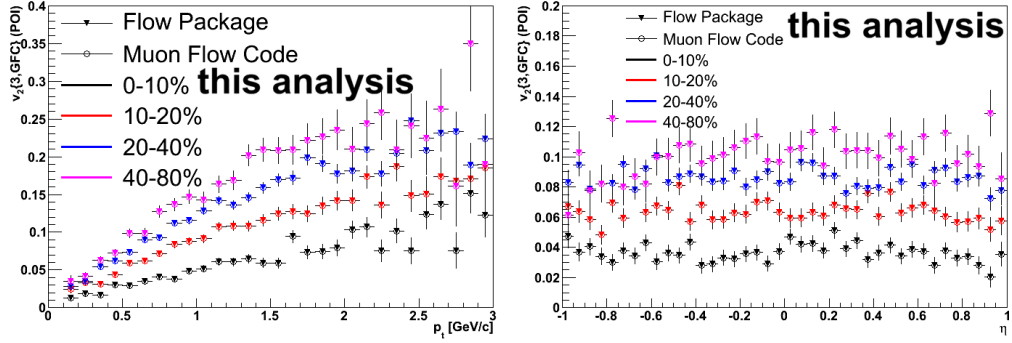 v₂{3,GFC} (POI)
0.4
0.35
0.3
0.25
0.2
0.15
0.1
0.05
0
Flow Package
Muon Flow Code
0-10%
this analysis
10-20%
20-40%
40-80%
0 0.5 1 1.5 2 2.5 3
pₜ [GeV/c]
v₂{3,GFC} (POI)
0.2
0.18
0.16
0.14
0.12
0.1
0.08
0.06
0.04
0.02
0
Flow Package
this analysis
Muon Flow Code
0-10%
10-20%
20-40%
40-80%
-1 -0.8 -0.6 -0.4 -0.2 0 0.2 0.4 0.6 0.8 1
η